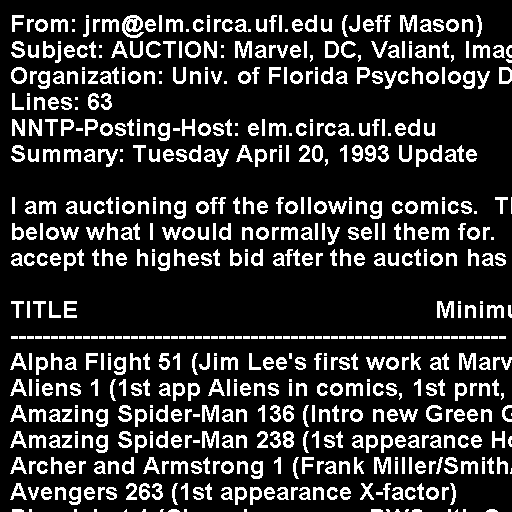 From: jrm@elm.circa.ufl.edu (Jeff Mason)
Subject: AUCTION: Marvel, DC, Valiant, Imag
Organization: Univ. of Florida Psychology D
Lines: 63
NNTP-Posting-Host: elm.circa.ufl.edu
Summary: Tuesday April 20, 1993 Update

I am auctioning off the following comics.  Th
below what I would normally sell them for.
accept the highest bid after the auction has

TITLE Minimu
-------------------------------------------------------------------
Alpha Flight 51 (Jim Lee's first work at Marv
Aliens 1 (1st app Aliens in comics, 1st prnt,
Amazing Spider-Man 136 (Intro new Green G
Amazing Spider-Man 238 (1st appearance Ho
Archer and Armstrong 1 (Frank Miller/Smith/
Avengers 263 (1st appearance X-factor)